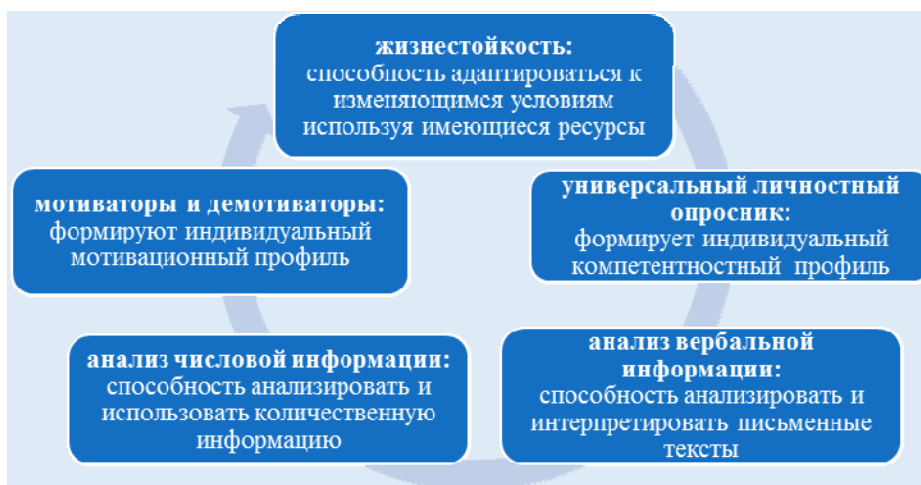 жизнестойкость:
способность адаптироваться к
изменяющимся условиям
используя имеющиеся ресурсы
универсальный личностный
опросник:
формирует индивидуальный
компетентностный профиль
анализ вербальной
информации:
способность анализировать и
интерпретировать письменные
тексты
анализ числовой информации:
способность анализировать и
использовать количественную
информацию
мотиваторы и демотиваторы:
формируют индивидуальный
мотивационный профиль